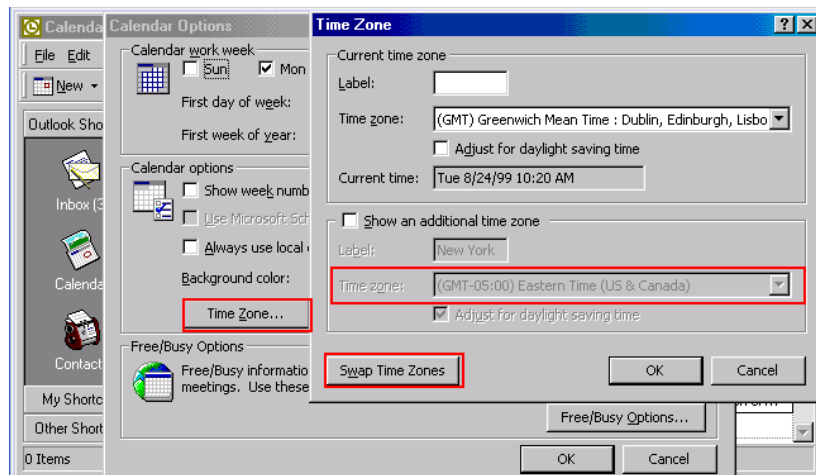 Calenda
File Edit
New
Outlook Sho
Inbox (3
Calenda
Contact
My Shortc
Other Short
0 Items
Calendar Options
Calendar work week
Sun Mon
First day of week:
First week of year:
Calendar options
Show week numb
Use Microsoft Sch
Always use local
Background color:
Time Zone...
Free/Busy Options
Free/Busy informatio
meetings. Use these
Free/Busy Options...
OK Cancel
Time Zone
Current time zone
Label:
Time zone: (GMT) Greenwich Mean Time : Dublin, Edinburgh, Lisbo
Adjust for daylight saving time
Current time: Tue 8/24/99 10:20 AM
Show an additional time zone
Label: New York
Time zone: (GMT-05:00) Eastern Time (US & Canada)
Adjust for daylight saving time
Swap Time Zones OK Cancel